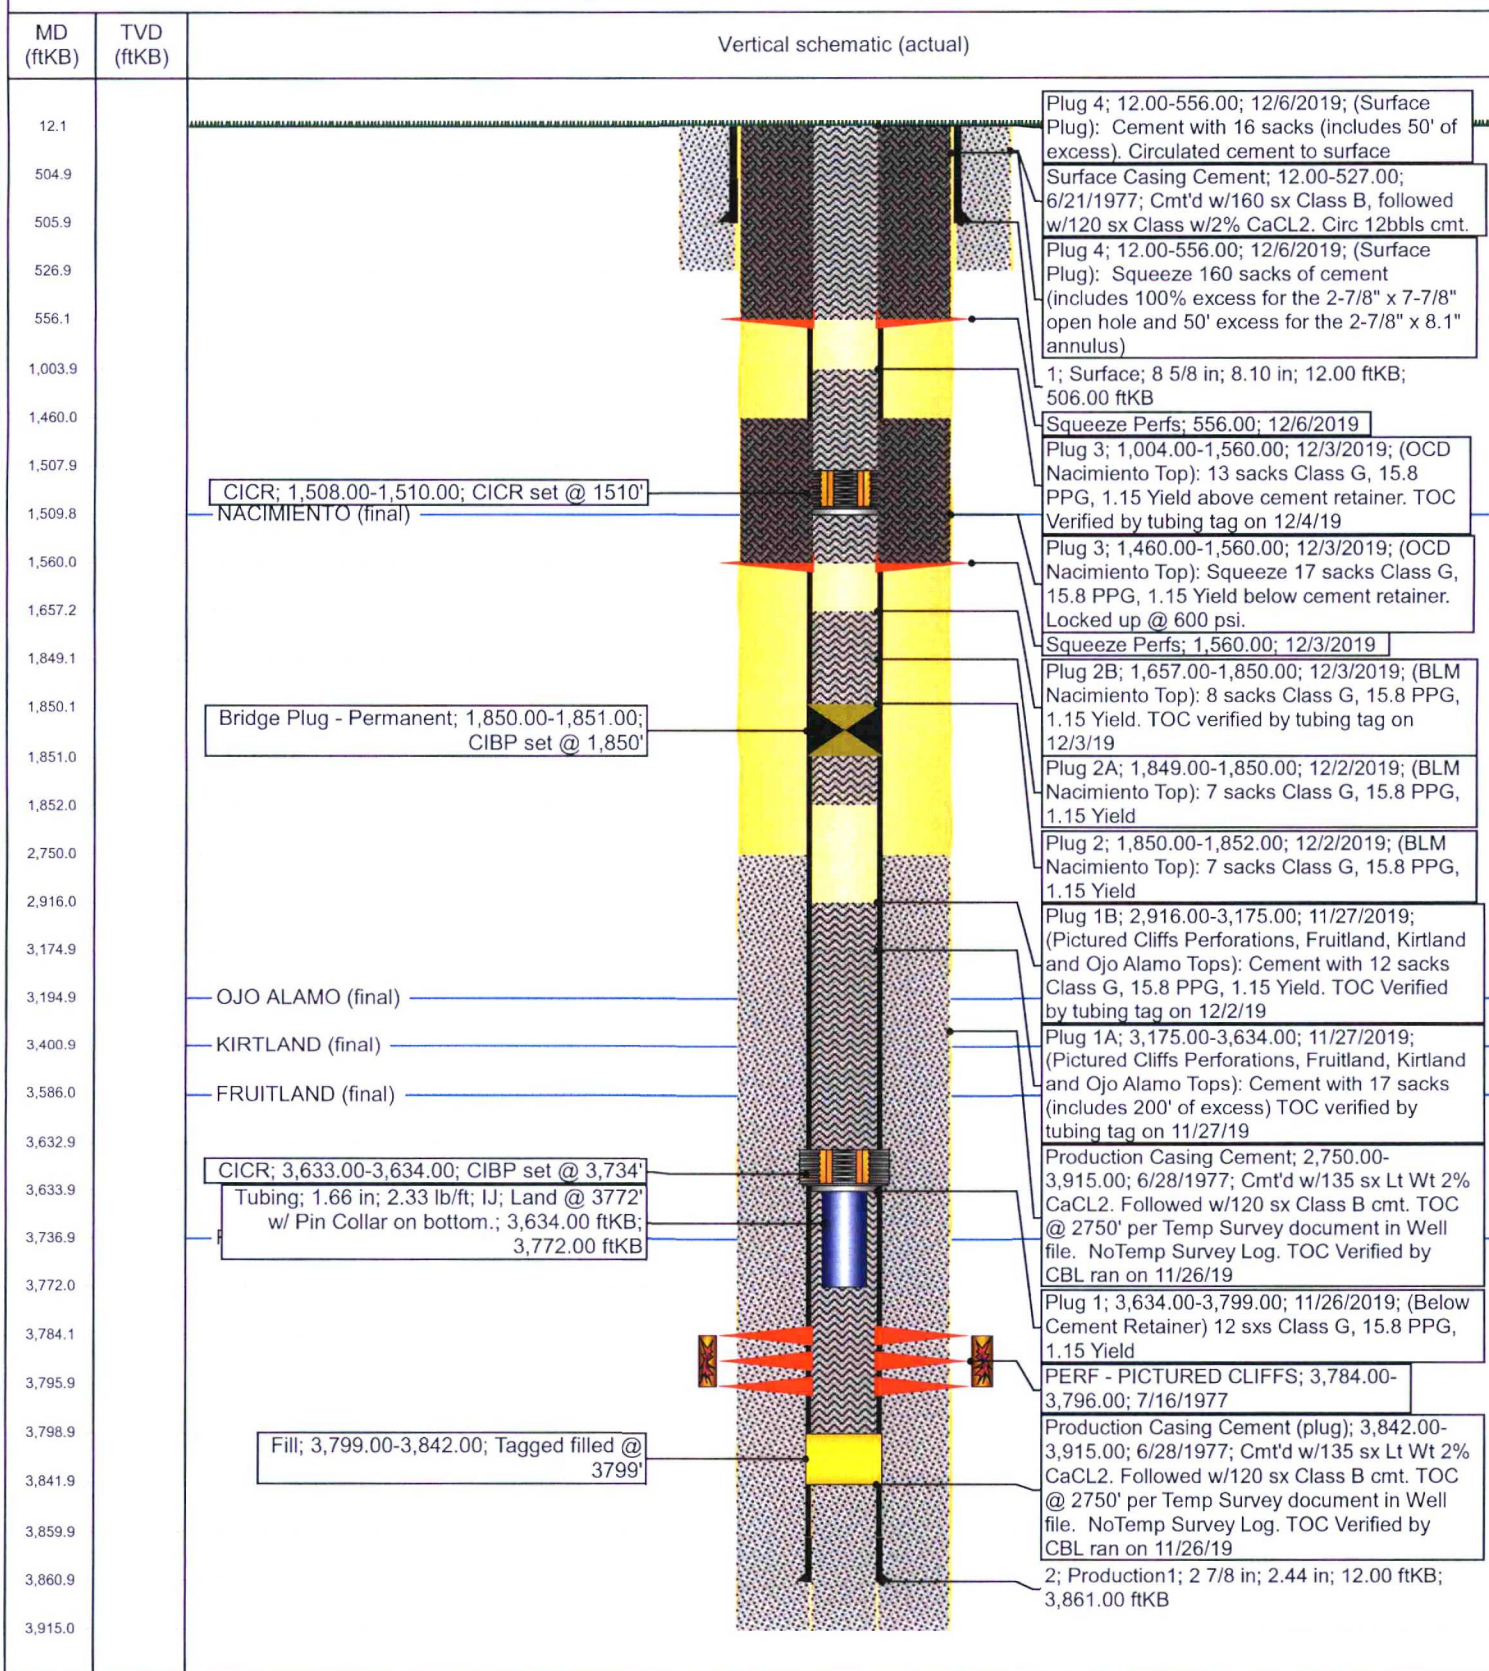 MD
(ftKB)
TVD
(ftKB)
Vertical schematic (actual)
12.1
504.9
505.9
526.9
556.1
1,003.9
1,460.0
1,507.9
1,509.8
1,560.0
1,657.2
1,849.1
1,850.1
1,851.0
1,852.0
2,750.0
2,916.0
3,174.9
3,194.9
3,400.9
3,586.0
3,632.9
3,633.9
3,736.9
3,772.0
3,784.1
3,795.9
3,798.9
3,841.9
3,859.9
3,860.9
3,915.0
CICR; 1,508.00-1,510.00; CICR set @ 1510'
NACIMIENTO (final)
Bridge Plug - Permanent; 1,850.00-1,851.00;
CIBP set @ 1,850'
OJO ALAMO (final)
KIRTLAND (final)
FRUITLAND (final)
CICR; 3,633.00-3,634.00; CIBP set @ 3,734'
Tubing; 1.66 in; 2.33 lb/ft; IJ; Land @ 3772'
w/ Pin Collar on bottom.; 3,634.00 ftKB;
3,772.00 ftKB
Fill; 3,799.00-3,842.00; Tagged filled @
3799'
Plug 4; 12.00-556.00; 12/6/2019; (Surface
Plug): Cement with 16 sacks (includes 50' of
excess). Circulated cement to surface
Surface Casing Cement; 12.00-527.00;
6/21/1977; Cmt'd w/160 sx Class B, followed
w/120 sx Class w/2% CaCL2. Circ 12bbls cmt.
Plug 4; 12.00-556.00; 12/6/2019; (Surface
Plug): Squeeze 160 sacks of cement
(includes 100% excess for the 2-7/8" x 7-7/8"
open hole and 50' excess for the 2-7/8" x 8.1"
annulus)
1; Surface; 8 5/8 in; 8.10 in; 12.00 ftKB;
506.00 ftKB
Squeeze Perfs; 556.00; 12/6/2019
Plug 3; 1,004.00-1,560.00; 12/3/2019; (OCD
Nacimiento Top): 13 sacks Class G, 15.8
PPG, 1.15 Yield above cement retainer. TOC
Verified by tubing tag on 12/4/19
Plug 3; 1,460.00-1,560.00; 12/3/2019; (OCD
Nacimiento Top): Squeeze 17 sacks Class G,
15.8 PPG, 1.15 Yield below cement retainer.
Locked up @ 600 psi.
Squeeze Perfs; 1,560.00; 12/3/2019
Plug 2B; 1,657.00-1,850.00; 12/3/2019; (BLM
Nacimiento Top): 8 sacks Class G, 15.8 PPG,
1.15 Yield. TOC verified by tubing tag on
12/3/19
Plug 2A; 1,849.00-1,850.00; 12/2/2019; (BLM
Nacimiento Top): 7 sacks Class G, 15.8 PPG,
1.15 Yield
Plug 2; 1,850.00-1,852.00; 12/2/2019; (BLM
Nacimiento Top): 7 sacks Class G, 15.8 PPG,
1.15 Yield
Plug 1B; 2,916.00-3,175.00; 11/27/2019;
(Pictured Cliffs Perforations, Fruitland, Kirtland
and Ojo Alamo Tops): Cement with 12 sacks
Class G, 15.8 PPG, 1.15 Yield. TOC Verified
by tubing tag on 12/2/19
Plug 1A; 3,175.00-3,634.00; 11/27/2019;
(Pictured Cliffs Perforations, Fruitland, Kirtland
and Ojo Alamo Tops): Cement with 17 sacks
(includes 200' of excess) TOC verified by
tubing tag on 11/27/19
Production Casing Cement; 2,750.00-
3,915.00; 6/28/1977; Cmt'd w/135 sx Lt Wt 2%
CaCL2. Followed w/120 sx Class B cmt. TOC
@ 2750' per Temp Survey document in Well
file. NoTemp Survey Log. TOC Verified by
CBL ran on 11/26/19
Plug 1; 3,634.00-3,799.00; 11/26/2019; (Below
Cement Retainer) 12 sxs Class G, 15.8 PPG,
1.15 Yield
PERF - PICTURED CLIFFS; 3,784.00-
3,796.00; 7/16/1977
Production Casing Cement (plug); 3,842.00-
3,915.00; 6/28/1977; Cmt'd w/135 sx Lt Wt 2%
CaCL2. Followed w/120 sx Class B cmt. TOC
@ 2750' per Temp Survey document in Well
file. NoTemp Survey Log. TOC Verified by
CBL ran on 11/26/19
2; Production1; 2 7/8 in; 2.44 in; 12.00 ftKB;
3,861.00 ftKB